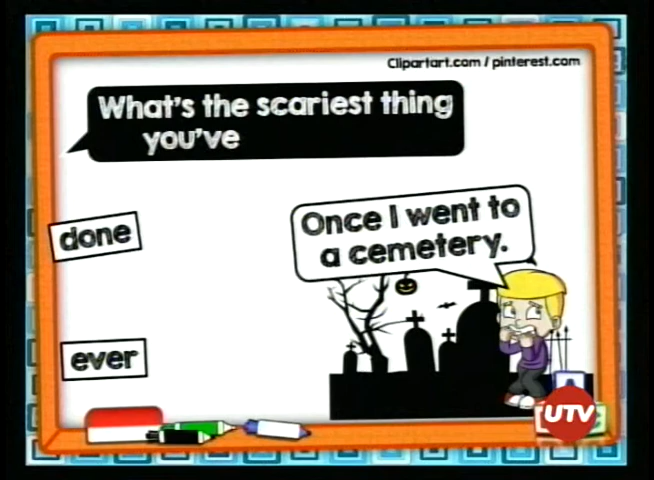 Clipartart.com / pinterest.com
What's the scariest thing
you've
done
Once I went to
a cemetery.
ever
A
UTV